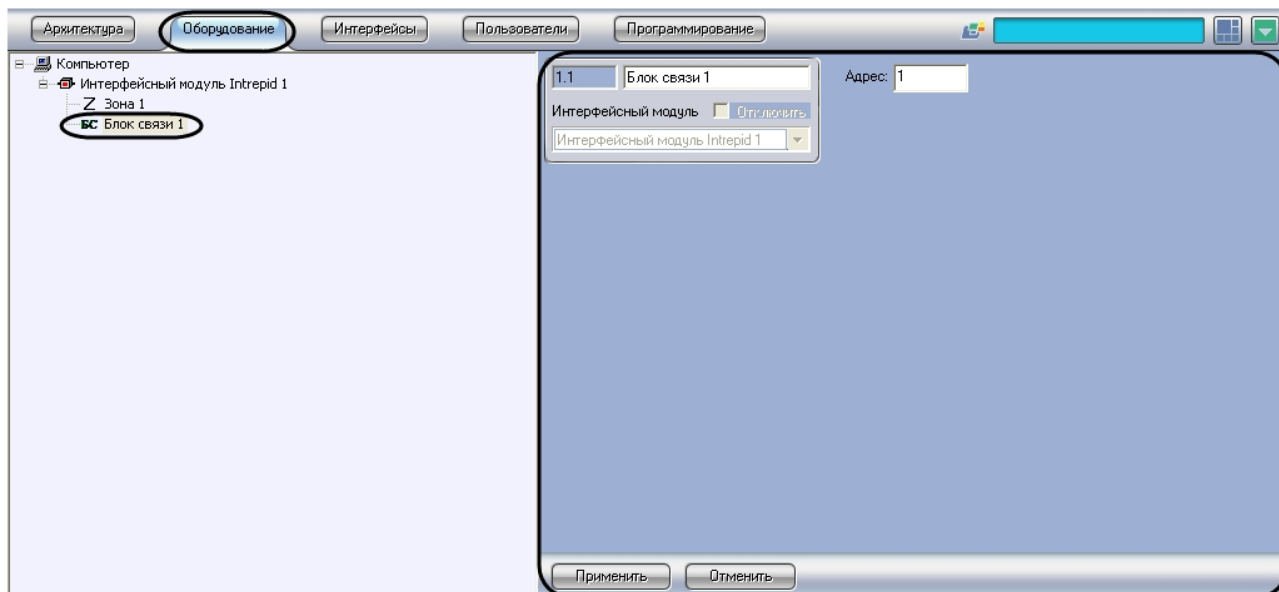 Архитектура Оборудование Интерфейсы Пользователи Программирование
Компьютер
Интерфейсный модуль Intrepid 1
Z Зона 1
БС Блок связи 1
1.1 Блок связи 1 Адрес: 1
Интерфейсный модуль Отключить
Интерфейсный модуль Intrepid 1
Применить Отменить